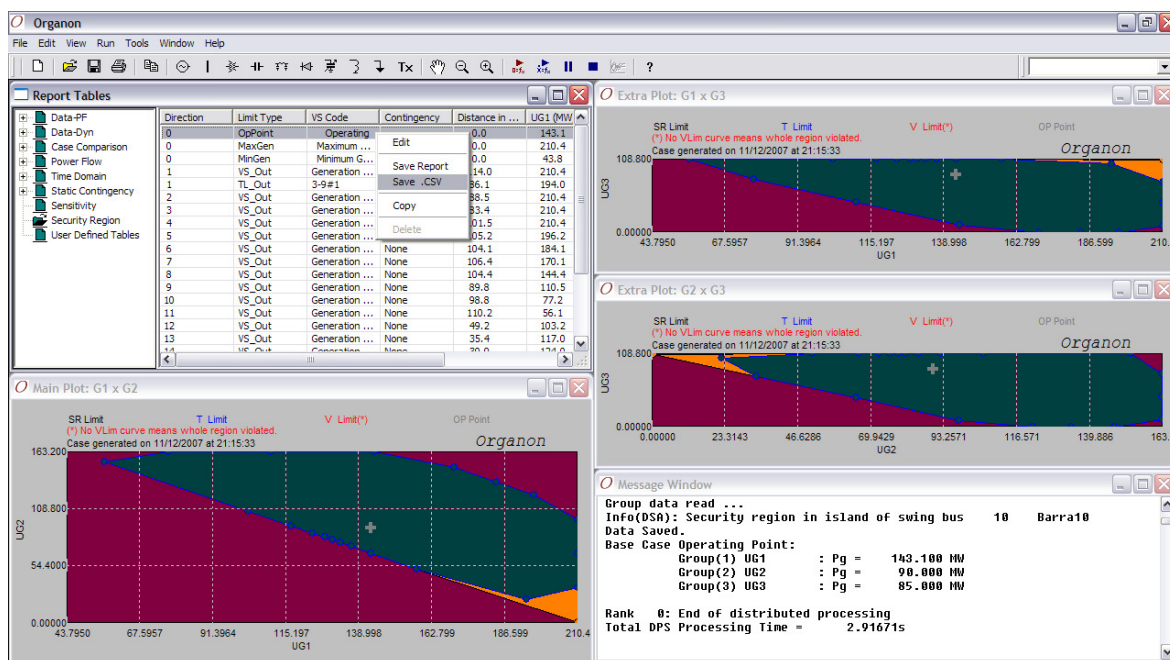 Organon
File Edit View Run Tools Window Help
Tx ?
Report Tables
Data-PF
Data-Dyn
Case Comparison
Power Flow
Time Domain
Static Contingency
Sensitivity
Security Region
User Defined Tables
Direction Limit Type VS Code Contingency Distance in ... UG1 (MW
0 OpPoint Operating 0.0 143.1
0 MaxGen Maximum ... 0.0 210.4
0 MinGen Minimum G... 0.0 43.8
1 VS_Out Generation ... 14.0 210.4
1 TL_Out 3-9#1 86.1 194.0
2 VS_Out Generation ... 88.5 210.4
3 VS_Out Generation ... 83.4 210.4
4 VS_Out Generation ... 01.5 210.4
5 VS_Out Generation ... 05.2 196.2
6 VS_Out Generation ... None 104.1 184.1
7 VS_Out Generation ... None 106.4 170.1
8 VS_Out Generation ... None 104.4 144.4
9 VS_Out Generation ... None 89.8 110.5
10 VS_Out Generation ... None 98.8 77.2
11 VS_Out Generation ... None 110.2 56.1
12 VS_Out Generation ... None 49.2 103.2
13 VS_Out Generation ... None 35.4 117.0
Edit
Save Report
Save .CSV
Copy
Delete
Extra Plot: G1 x G3
SR Limit T Limit V Limit(*) OP Point
(*) No VLim curve means whole region violated.
Case generated on 11/12/2007 at 21:15:33 Organon
108.800
UG3
0.00000
43.7950 67.5957 91.3964 115.197 138.998 162.799 186.599 210.
UG1
Extra Plot: G2 x G3
SR Limit T Limit V Limit(*) OP Point
(*) No VLim curve means whole region violated.
Case generated on 11/12/2007 at 21:15:33 Organon
108.800
UG3
0.00000
0.00000 23.3143 46.6286 69.9429 93.2571 116.571 139.886 163.
UG2
Main Plot: G1 x G2
SR Limit T Limit V Limit(*) OP Point
(*) No VLim curve means whole region violated.
Case generated on 11/12/2007 at 21:15:33 Organon
163.200
108.800
UG2
54.4000
0.00000
43.7950 67.5957 91.3964 115.197 138.998 162.799 186.599 210.4
UG1
Message Window
Group data read ...
Info(DSA): Security region in island of swing bus 10 Barra10
Data Saved.
Base Case Operating Point:
Group(1) UG1 : Pg = 143.100 MW
Group(2) UG2 : Pg = 90.000 MW
Group(3) UG3 : Pg = 85.000 MW
Rank 0: End of distributed processing
Total DPS Processing Time = 2.91671s